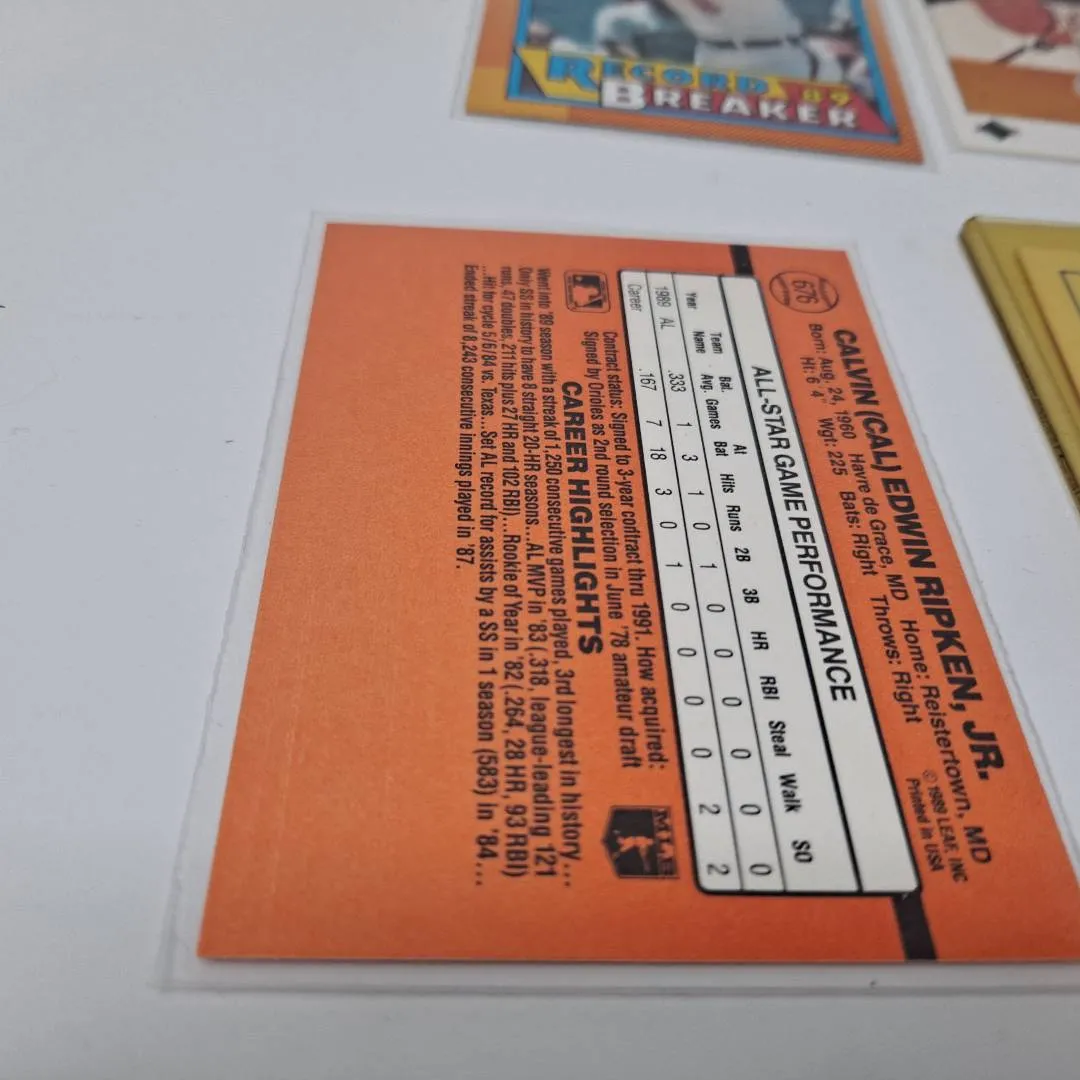 RECORD
BREAKER '89
676
CALVIN (CAL) EDWIN RIPKEN, JR.
Born: Aug. 24, 1960 Havre de Grace, MD Home: Reistertown, MD
Ht: 6' 4" Wgt: 225 Bats: Right Throws: Right
© 1989 LEAF, INC
Printed in USA
ALL-STAR GAME PERFORMANCE
Year Team Name Bat. Avg. Games At Bat Hits Runs 2B 3B HR RBI Steal Walk SO
1989 AL .333 1 3 1 0 1 0 0 0 0 0 0
Career .167 7 18 3 0 1 0 0 0 0 2 2
Contract status: Signed to 3-year contract thru 1991. How acquired:
Signed by Orioles as 2nd round selection in June '78 amateur draft
CAREER HIGHLIGHTS
Went into '89 season with a streak of 1,250 consecutive games played, 3rd longest in history...
Only SS in history to have 8 straight 20-HR seasons...AL MVP in '83 (.318, league-leading 121
runs, 47 doubles, 211 hits plus 27 HR and 102 RBI)...Rookie of Year in '82 (.264, 28 HR, 93 RBI)
...Hit for cycle 5/6/84 vs. Texas...Set AL record for assists by a SS in 1 season (583) in '84...
Ended streak of 8,243 consecutive innings played in '87.
MLB